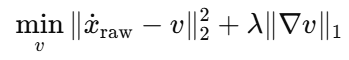 min_v ‖ẋ_raw − v‖₂² + λ‖∇v‖₁